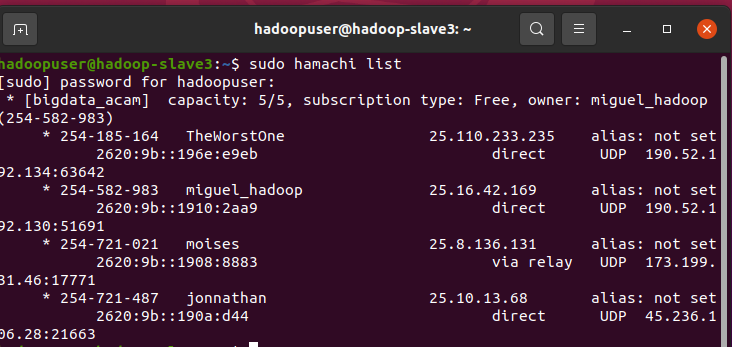 hadoopuser@hadoop-slave3: ~
hadoopuser@hadoop-slave3:~$ sudo hamachi list
[sudo] password for hadoopuser:
 * [bigdata_acam]  capacity: 5/5, subscription type: Free, owner: miguel_hadoop
(254-582-983)
     * 254-185-164   TheWorstOne                25.110.233.235    alias: not set
           2620:9b::196e:e9eb                          direct      UDP  190.52.1
92.134:63642
     * 254-582-983   miguel_hadoop              25.16.42.169      alias: not set
           2620:9b::1910:2aa9                          direct      UDP  190.52.1
92.130:51691
     * 254-721-021   moises                     25.8.136.131      alias: not set
           2620:9b::1908:8883                          via relay   UDP  173.199.
31.46:17771
     * 254-721-487   jonnathan                  25.10.13.68       alias: not set
           2620:9b::190a:d44                           direct      UDP  45.236.1
06.28:21663